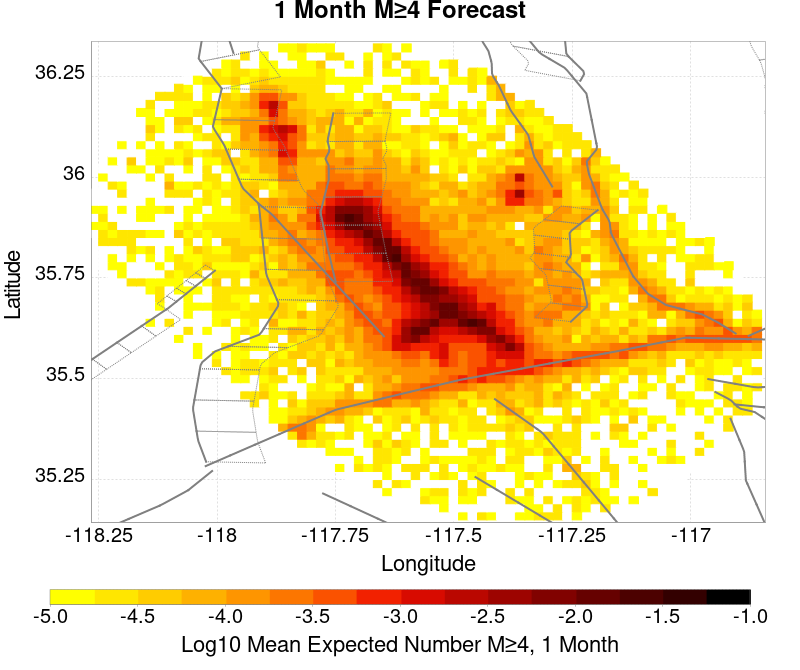 1 Month M≥4 Forecast
36.25
36
35.75
35.5
35.25
Latitude
-118.25 -118 -117.75 -117.5 -117.25 -117
Longitude
-5.0 -4.5 -4.0 -3.5 -3.0 -2.5 -2.0 -1.5 -1.0
Log10 Mean Expected Number M≥4, 1 Month